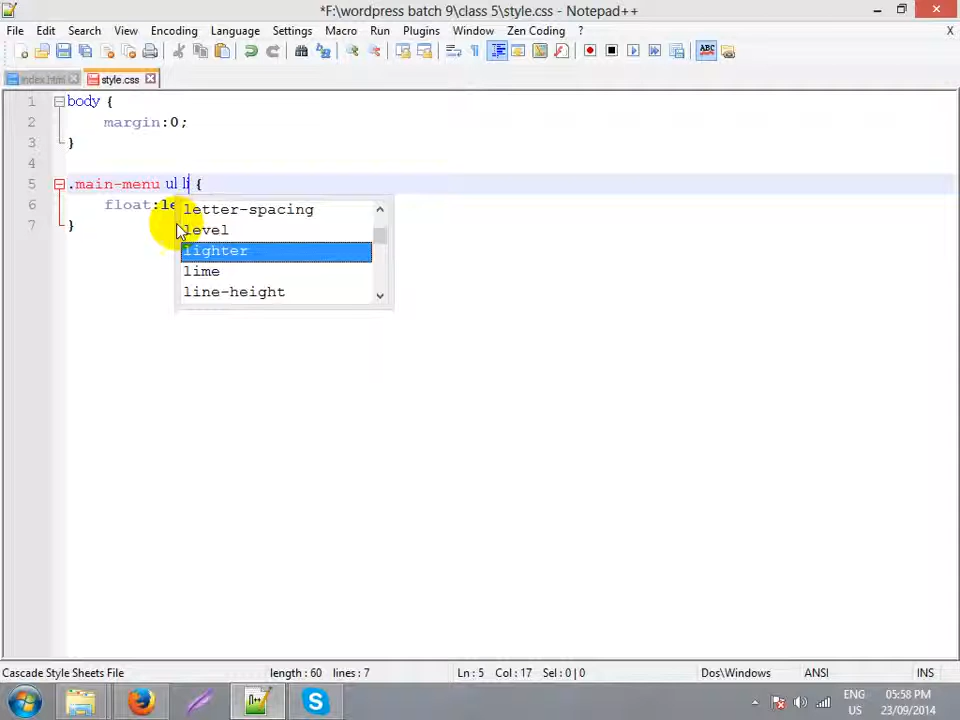 *F:\wordpress batch 9\class 5\style.css - Notepad++
File Edit Search View Encoding Language Settings Macro Run Plugins Window Zen Coding ? X
index.html style.css
1 body {
2 margin:0;
3 }
4
5 .main-menu ul li {
6 float:le
7 }
letter-spacing
level
lighter
lime
line-height
Cascade Style Sheets File length : 60 lines : 7 Ln : 5 Col : 17 Sel : 0 | 0 Dos\Windows ANSI INS
ENG 05:58 PM
US 23/09/2014